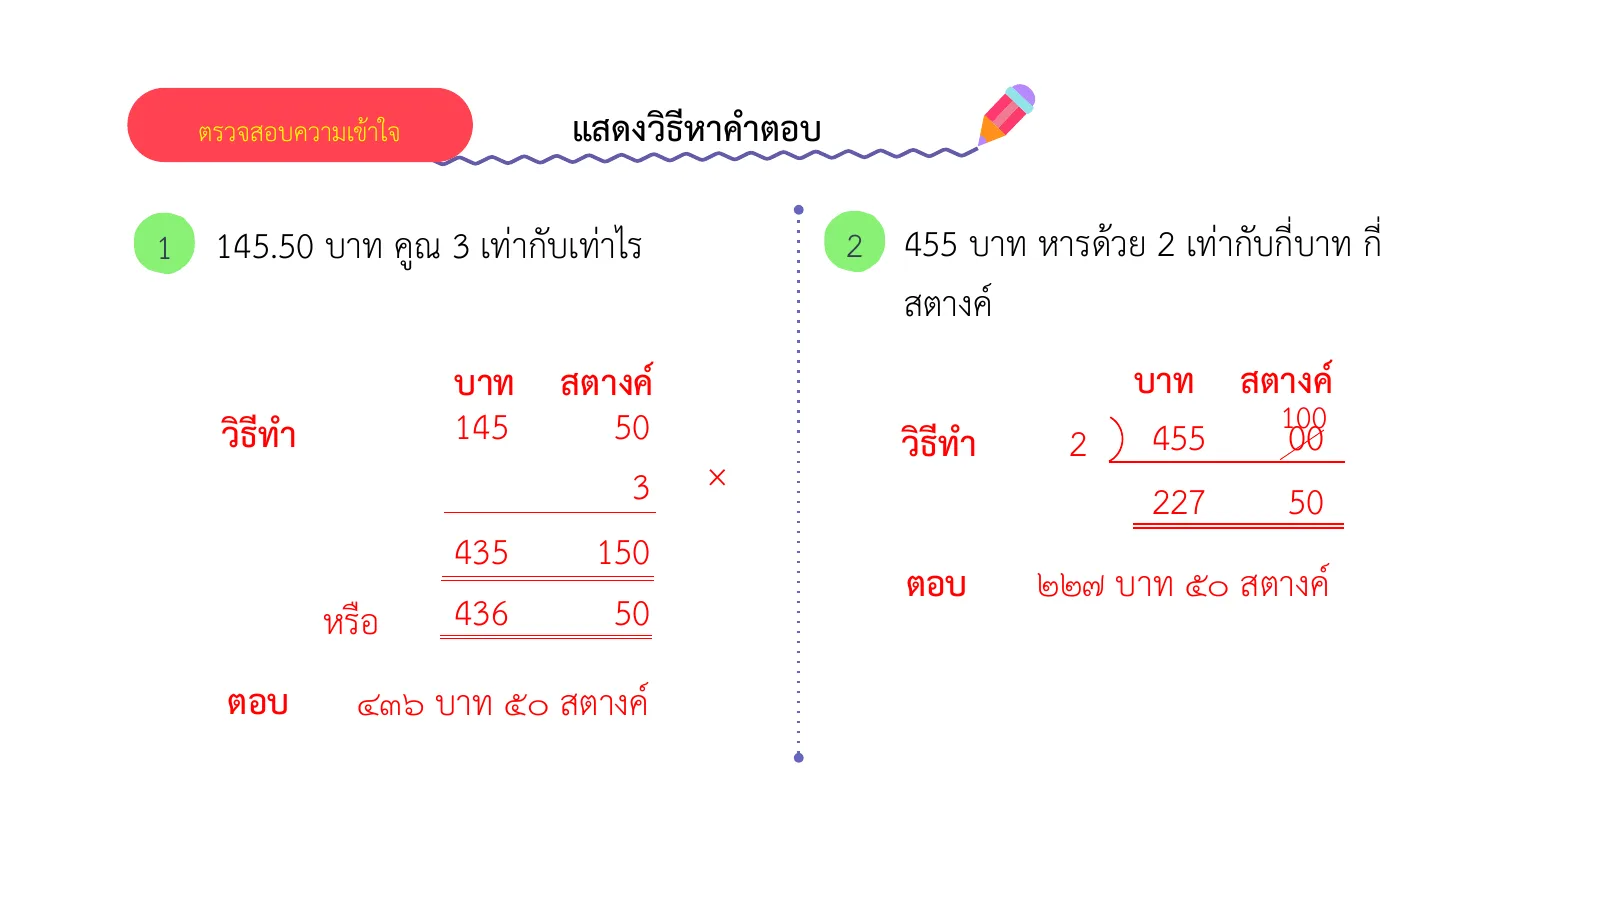 ตรวจสอบความเข้าใจ
แสดงวิธีหาคำตอบ
1 145.50 บาท คูณ 3 เท่ากับเท่าไร
บาท สตางค์
วิธีทำ 145 50
3 ×
435 150
หรือ 436 50
ตอบ ๔๓๖ บาท ๕๐ สตางค์
2 455 บาท หารด้วย 2 เท่ากับกี่บาท กี่
สตางค์
บาท สตางค์
100
วิธีทำ 2 ) 455 00
227 50
ตอบ ๒๒๗ บาท ๕๐ สตางค์